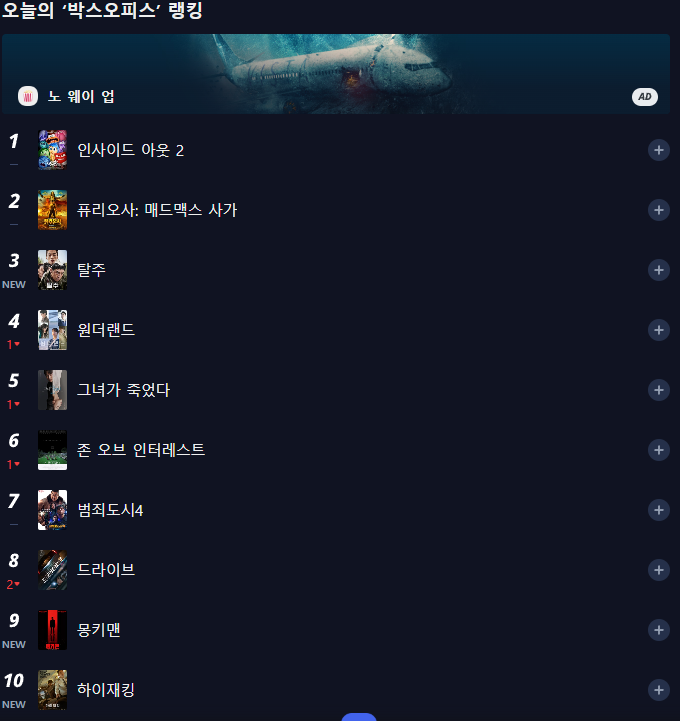 오늘의 ‘박스오피스’ 랭킹
노 웨이 업
AD
1
인사이드 아웃 2
2
퓨리오사: 매드맥스 사가
3
탈주
NEW
4
원더랜드
1
5
그녀가 죽었다
1
6
존 오브 인터레스트
1
7
범죄도시4
8
드라이브
2
9
몽키맨
NEW
10
하이재킹
NEW